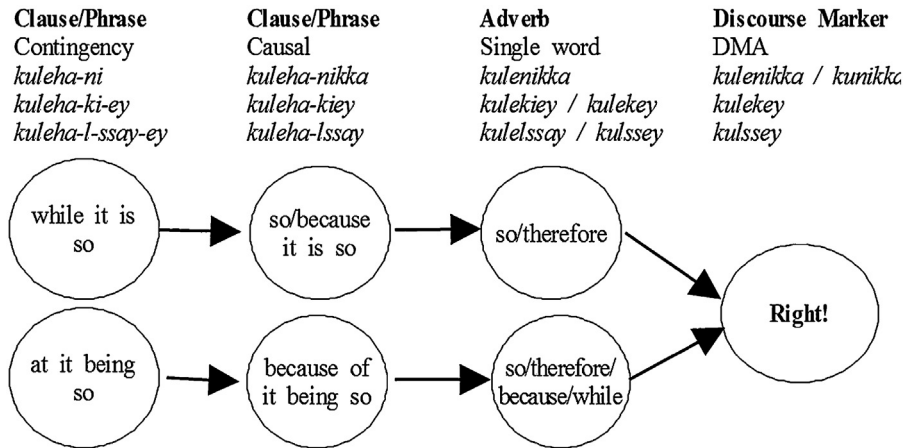 Clause/Phrase Clause/Phrase Adverb Discourse Marker
Contingency Causal Single word DMA
kuleha-ni kuleha-nikka kulenikka kulenikka / kunikka
kuleha-ki-ey kuleha-kiey kulekiey / kulekey kulekey
kuleha-l-ssay-ey kuleha-lssay kulelssay / kulssey kulssey
while it is
so
so/because
it is so
so/therefore
Right!
at it being
so
because of
it being so
so/therefore/
because/while